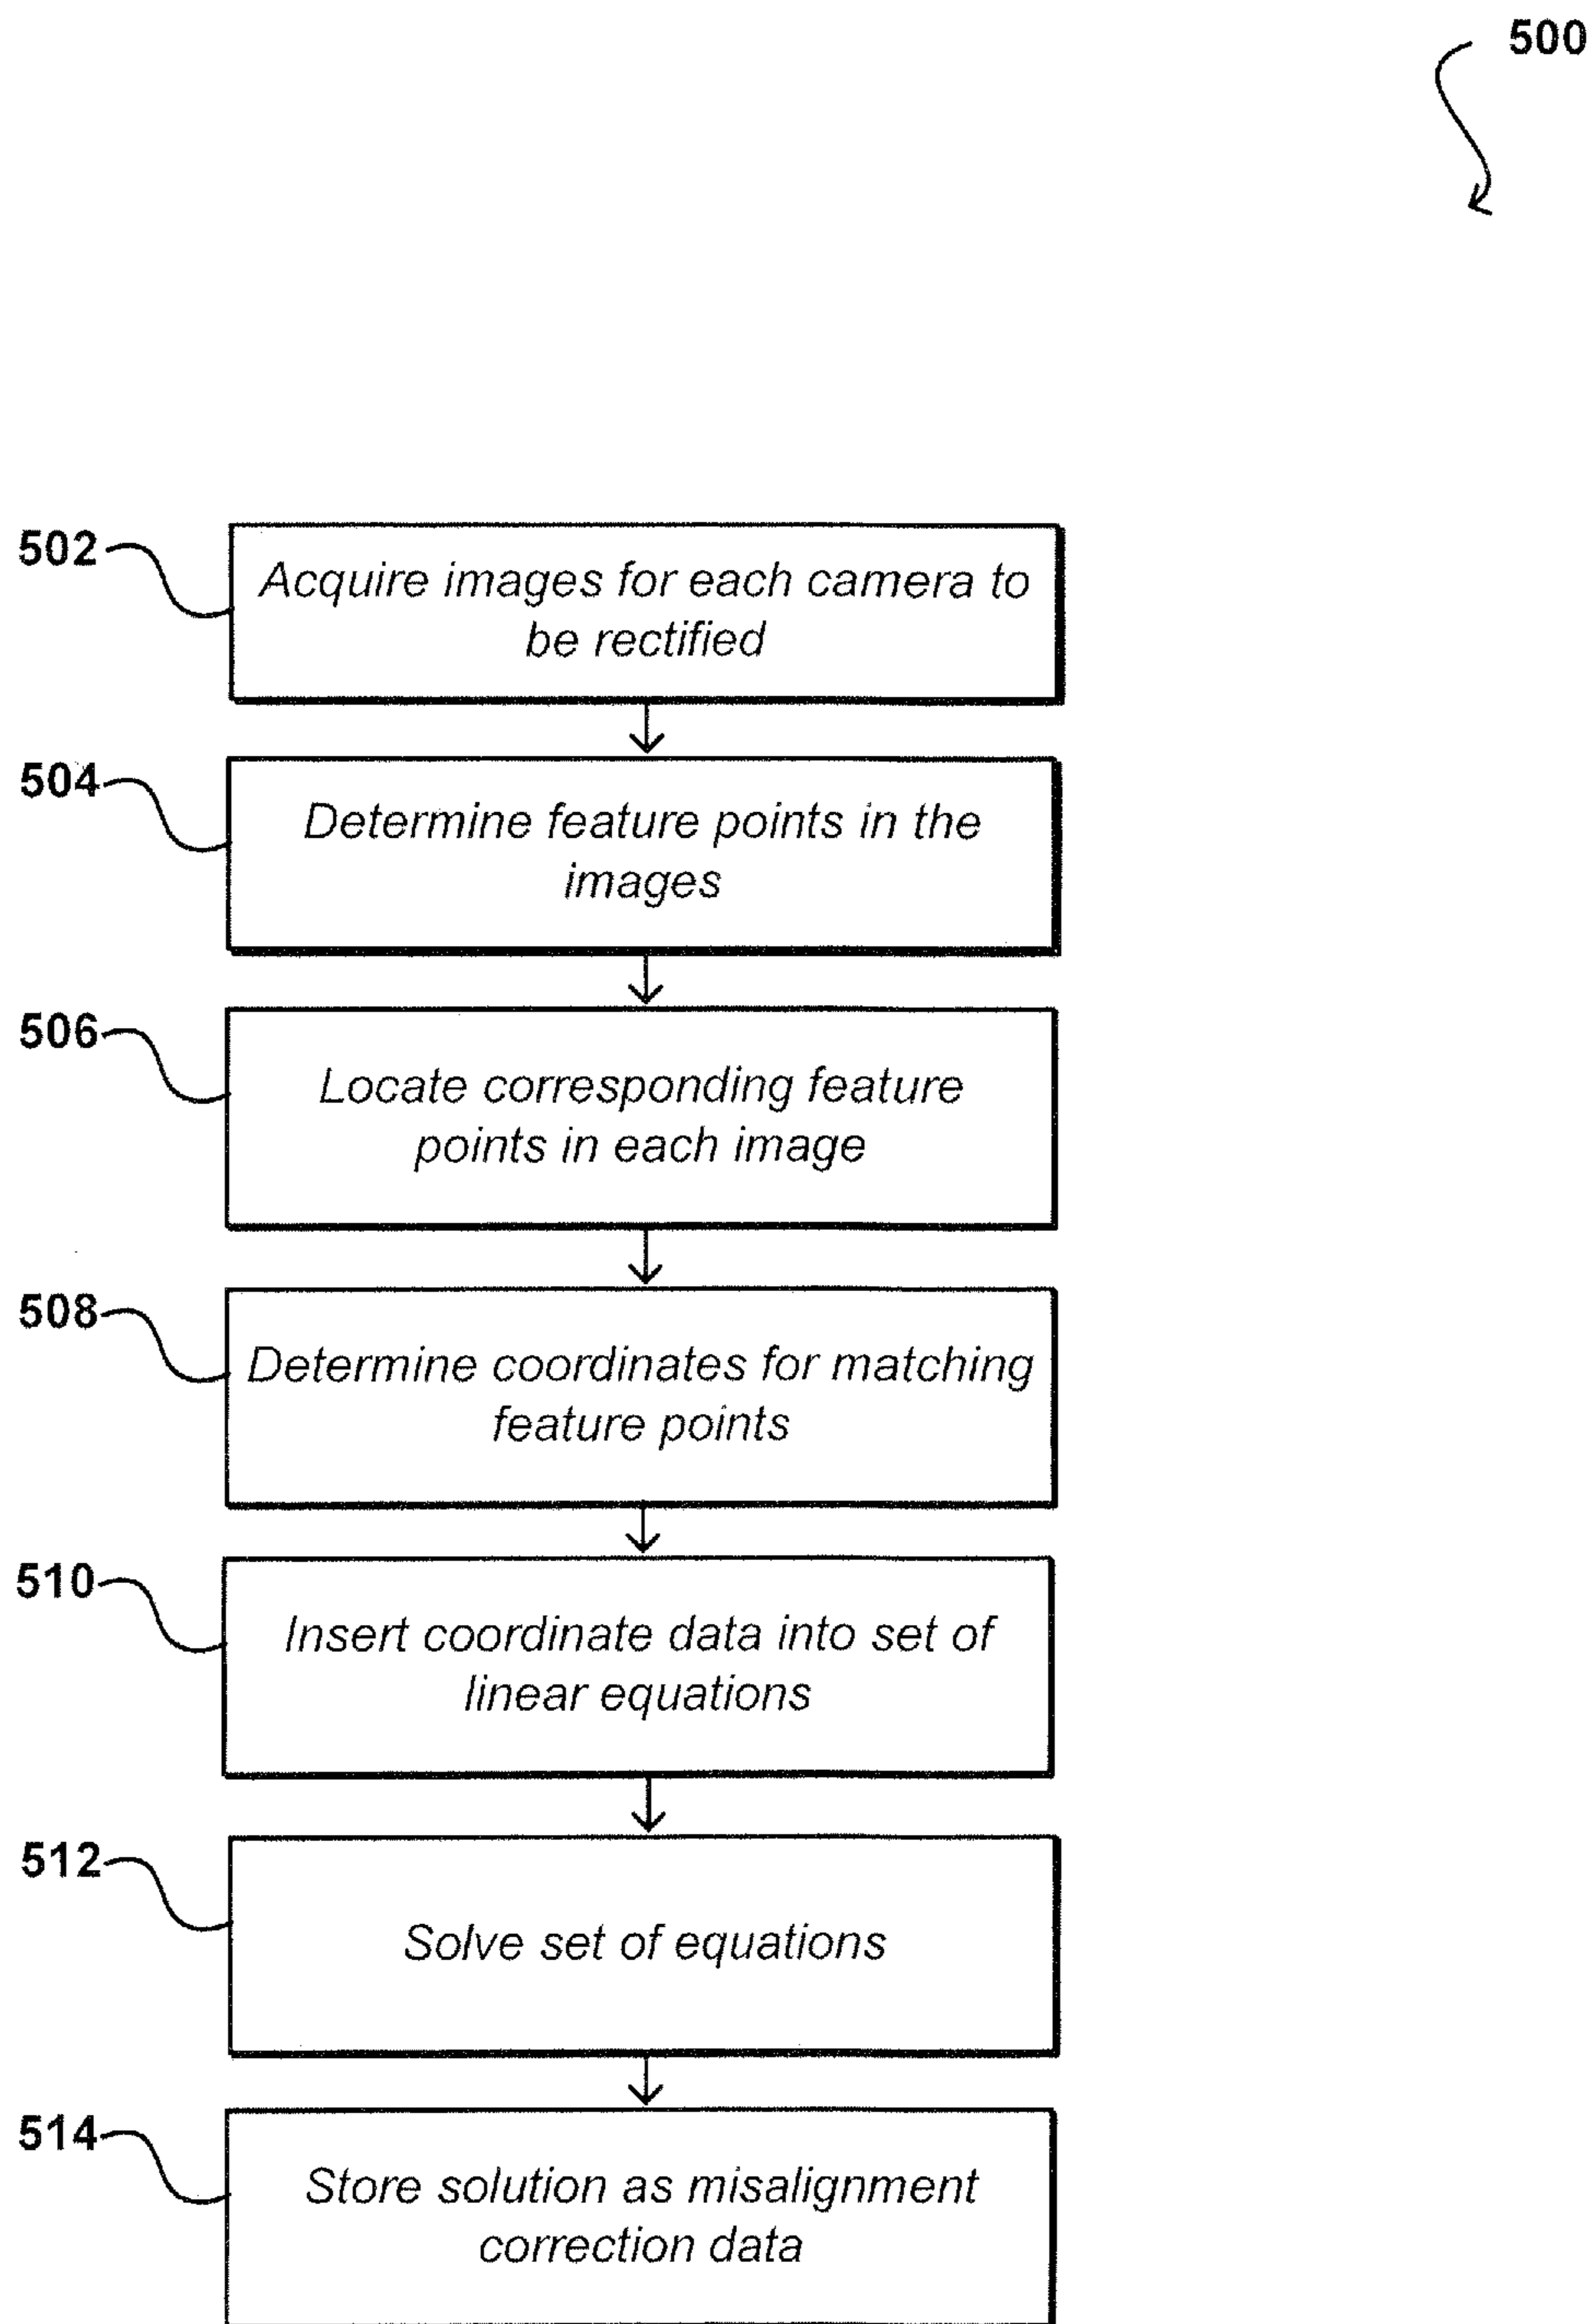 500
502
Acquire images for each camera to
be rectified
504
Determine feature points in the
images
506
Locate corresponding feature
points in each image
508
Determine coordinates for matching
feature points
510
Insert coordinate data into set of
linear equations
512
Solve set of equations
514
Store solution as misalignment
correction data